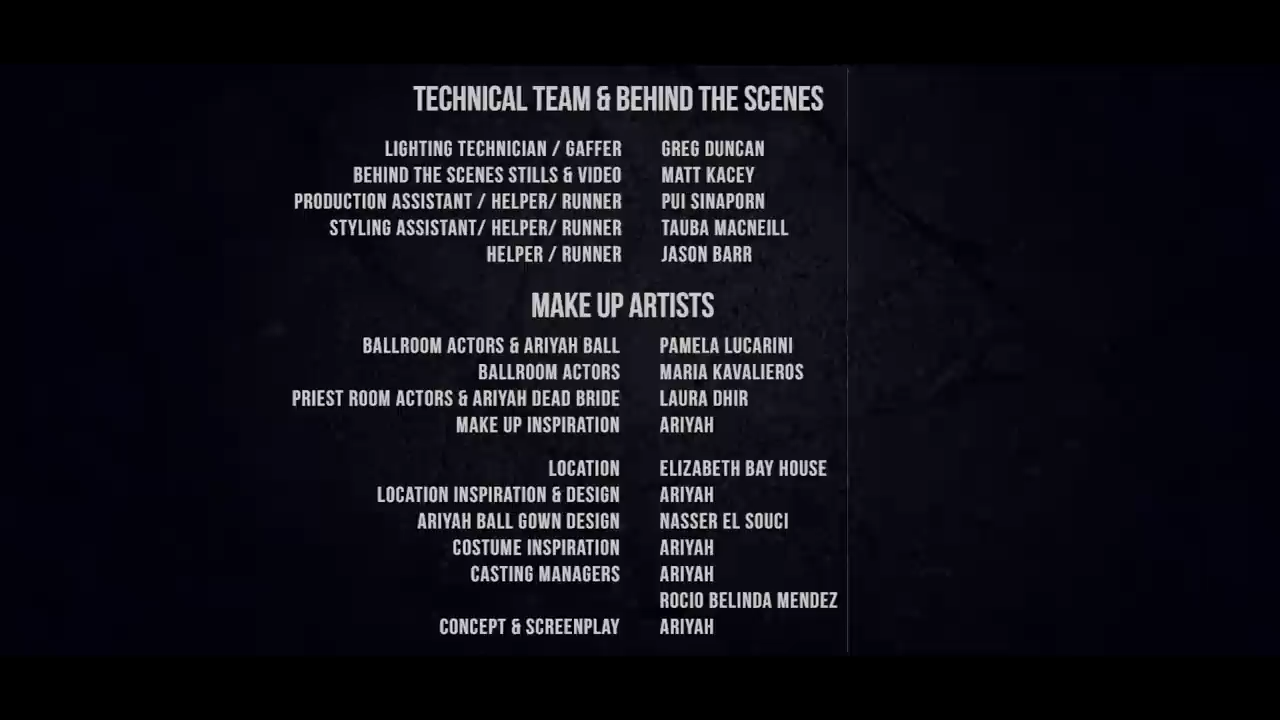 TECHNICAL TEAM & BEHIND THE SCENES
LIGHTING TECHNICIAN / GAFFER GREG DUNCAN
BEHIND THE SCENES STILLS & VIDEO MATT KACEY
PRODUCTION ASSISTANT / HELPER/ RUNNER PUI SINAPORN
STYLING ASSISTANT/ HELPER/ RUNNER TAUBA MACNEILL
HELPER / RUNNER JASON BARR
MAKE UP ARTISTS
BALLROOM ACTORS & ARIYAH BALL PAMELA LUCARINI
BALLROOM ACTORS MARIA KAVALIEROS
PRIEST ROOM ACTORS & ARIYAH DEAD BRIDE LAURA DHIR
MAKE UP INSPIRATION ARIYAH
LOCATION ELIZABETH BAY HOUSE
LOCATION INSPIRATION & DESIGN ARIYAH
ARIYAH BALL GOWN DESIGN NASSER EL SOUCI
COSTUME INSPIRATION ARIYAH
CASTING MANAGERS ARIYAH
ROCIO BELINDA MENDEZ
CONCEPT & SCREENPLAY ARIYAH